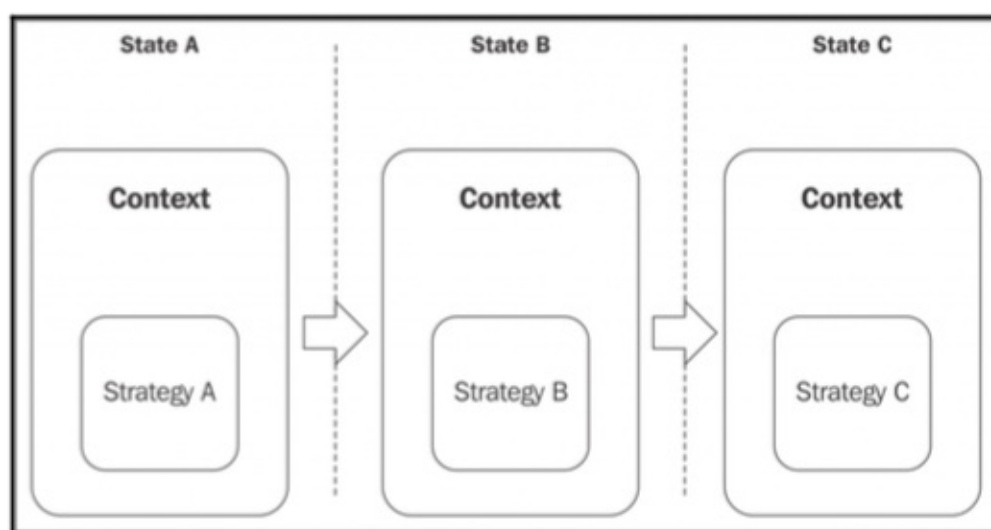 State A
State B
State C
Context
Context
Context
Strategy A
Strategy B
Strategy C